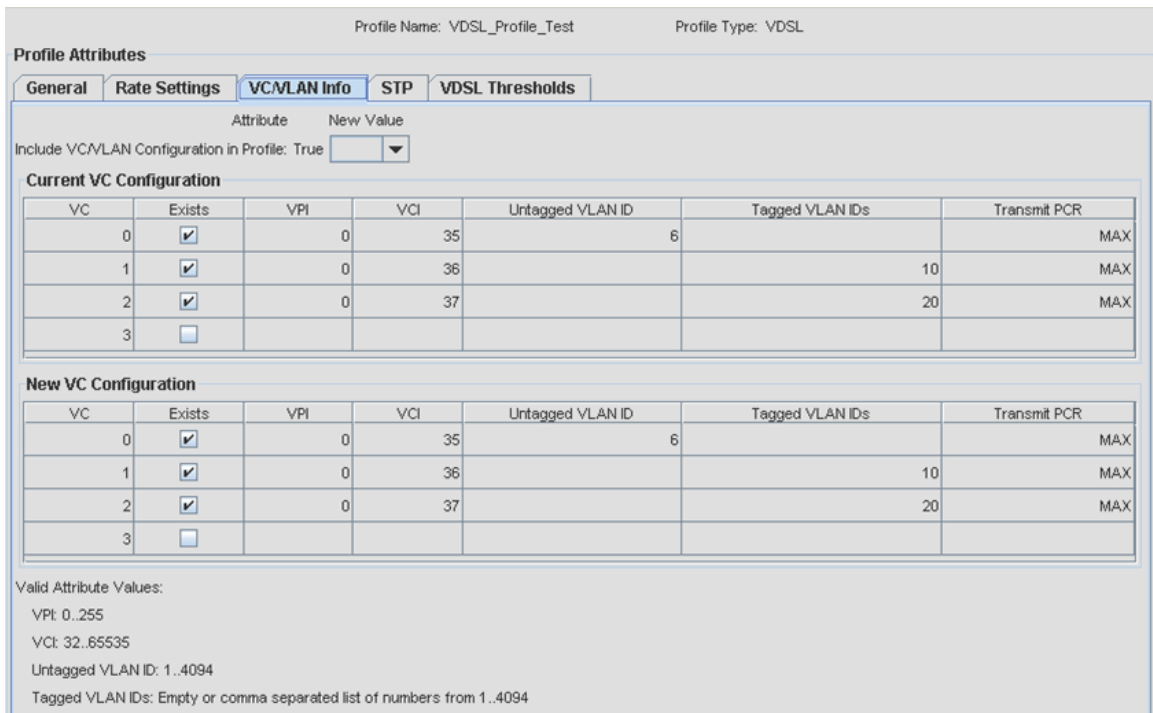 Profile Name: VDSL_Profile_Test Profile Type: VDSL
Profile Attributes
General Rate Settings VC/VLAN Info STP VDSL Thresholds
Attribute New Value
Include VC/VLAN Configuration in Profile: True
Current VC Configuration
VC Exists VPI VCI Untagged VLAN ID Tagged VLAN IDs Transmit PCR
0 0 35 6 MAX
1 0 36 10 MAX
2 0 37 20 MAX
3
New VC Configuration
VC Exists VPI VCI Untagged VLAN ID Tagged VLAN IDs Transmit PCR
0 0 35 6 MAX
1 0 36 10 MAX
2 0 37 20 MAX
3
Valid Attribute Values:
VPI: 0..255
VCI: 32..65535
Untagged VLAN ID: 1..4094
Tagged VLAN IDs: Empty or comma separated list of numbers from 1..4094